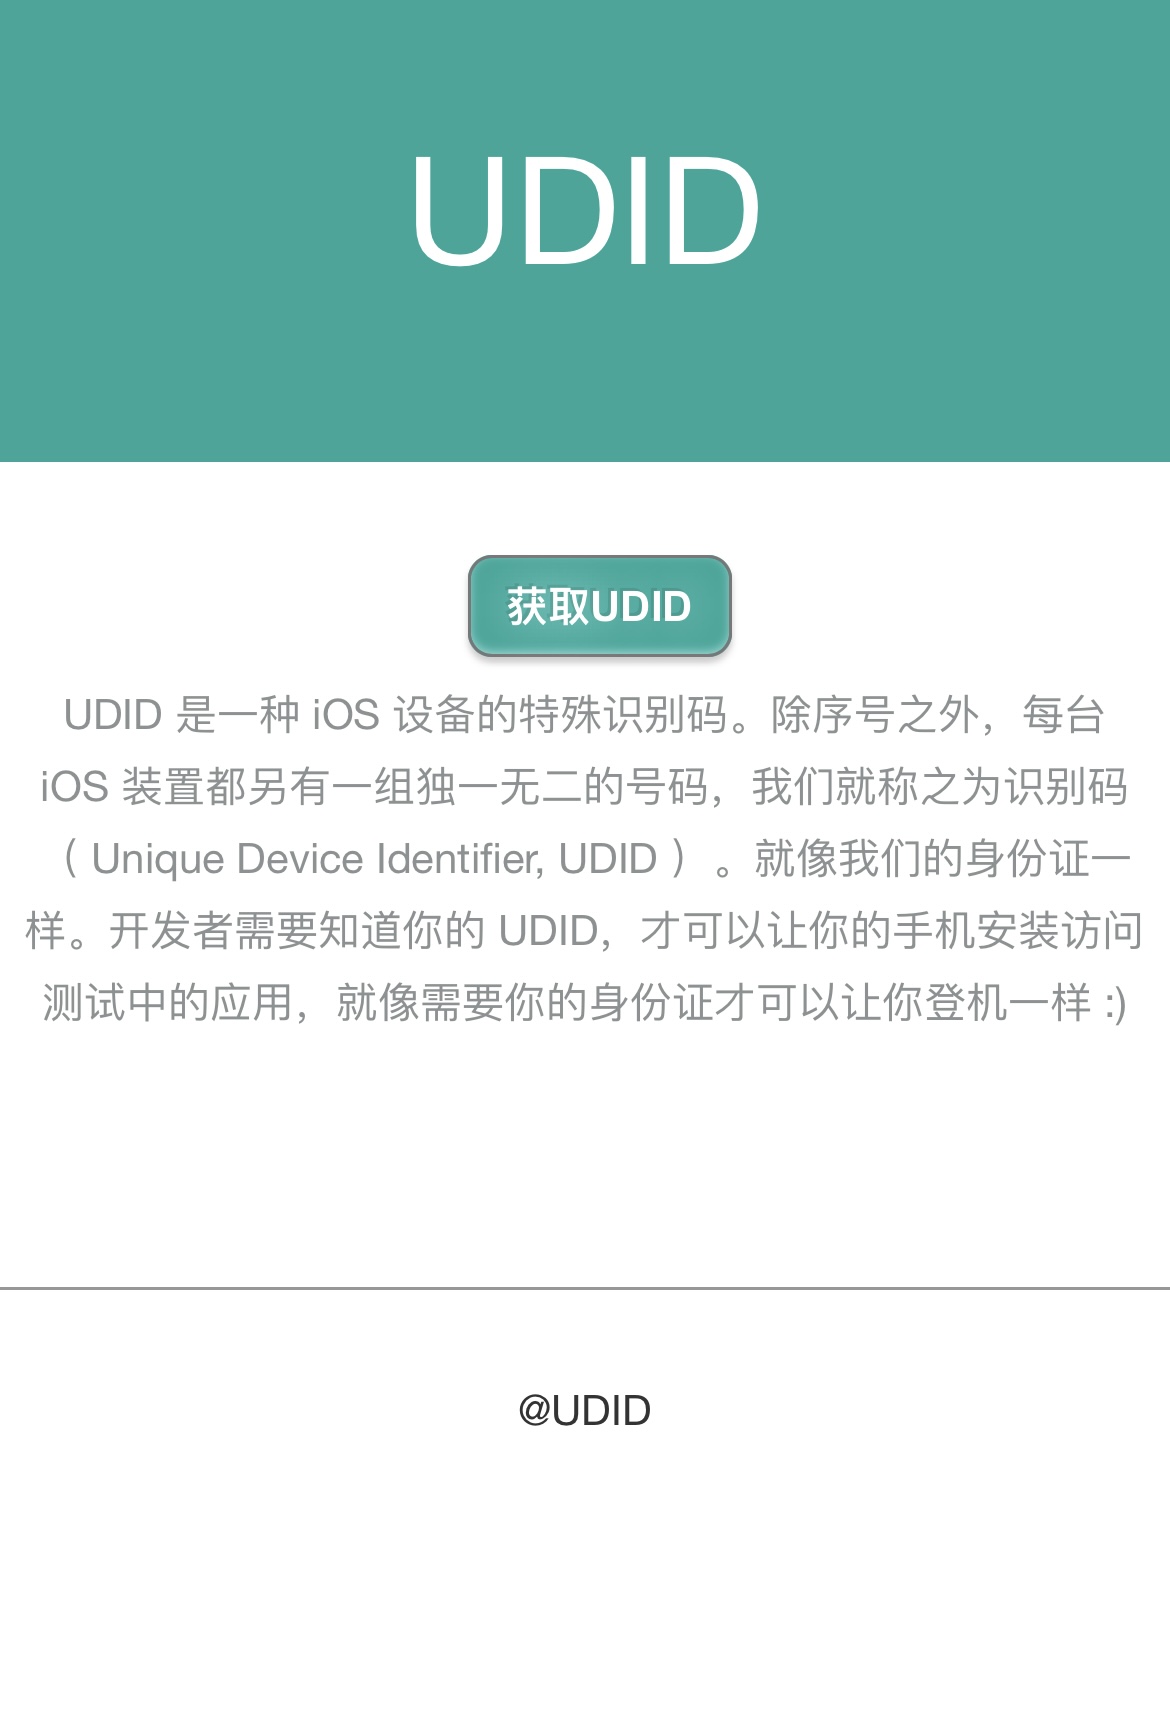 UDID
获取UDID
UDID 是一种 iOS 设备的特殊识别码。除序号之外，每台
iOS 装置都另有一组独一无二的号码，我们就称之为识别码
（ Unique Device Identifier, UDID ） 。就像我们的身份证一
样。开发者需要知道你的 UDID，才可以让你的手机安装访问
测试中的应用，就像需要你的身份证才可以让你登机一样 :)
@UDID